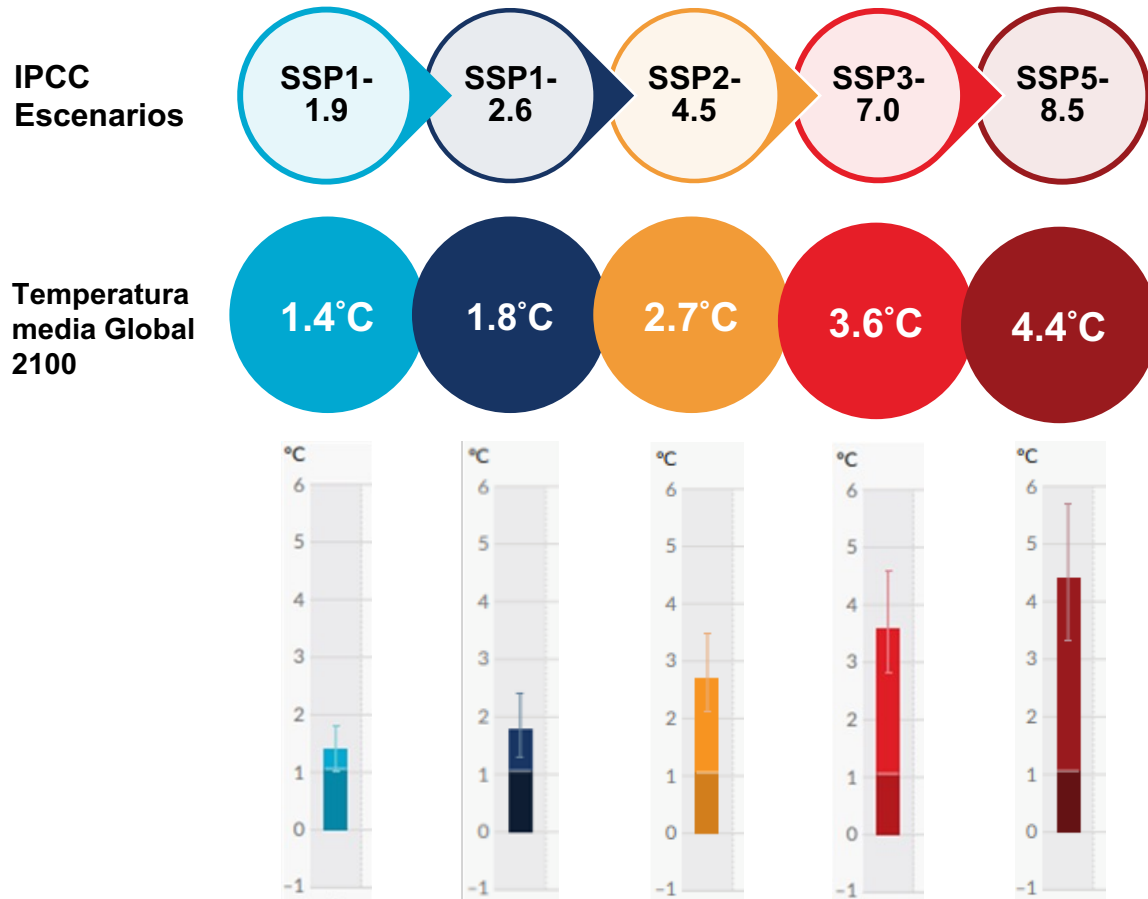 IPCC
Escenarios
SSP1-
1.9
SSP1-
2.6
SSP2-
4.5
SSP3-
7.0
SSP5-
8.5
Temperatura
media Global
2100
1.4°C
1.8°C
2.7°C
3.6°C
4.4°C
°C
6
5
4
3
2
1
0
−1
°C
6
5
4
3
2
1
0
−1
°C
6
5
4
3
2
1
0
−1
°C
6
5
4
3
2
1
0
−1
°C
6
5
4
3
2
1
0
−1